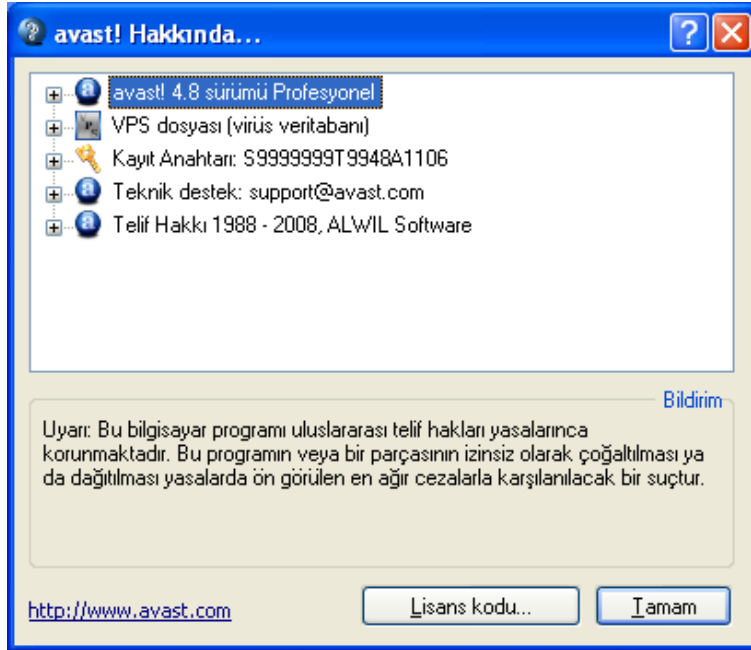 avast! Hakkında...
avast! 4.8 sürümü Profesyonel
VPS dosyası (virüs veritabanı)
Kayıt Anahtarı: S9999999T9948A1106
Teknik destek: support@avast.com
Telif Hakkı 1988 - 2008, ALWIL Software
Bildirim
Uyarı: Bu bilgisayar programı uluslararası telif hakları yasalarınca
korunmaktadır. Bu programın veya bir parçasının izinsiz olarak çoğaltılması ya
da dağıtılması yasalarda ön görülen en ağır cezalarla karşılanılacak bir suçtur.
http://www.avast.com
Lisans kodu...
Tamam